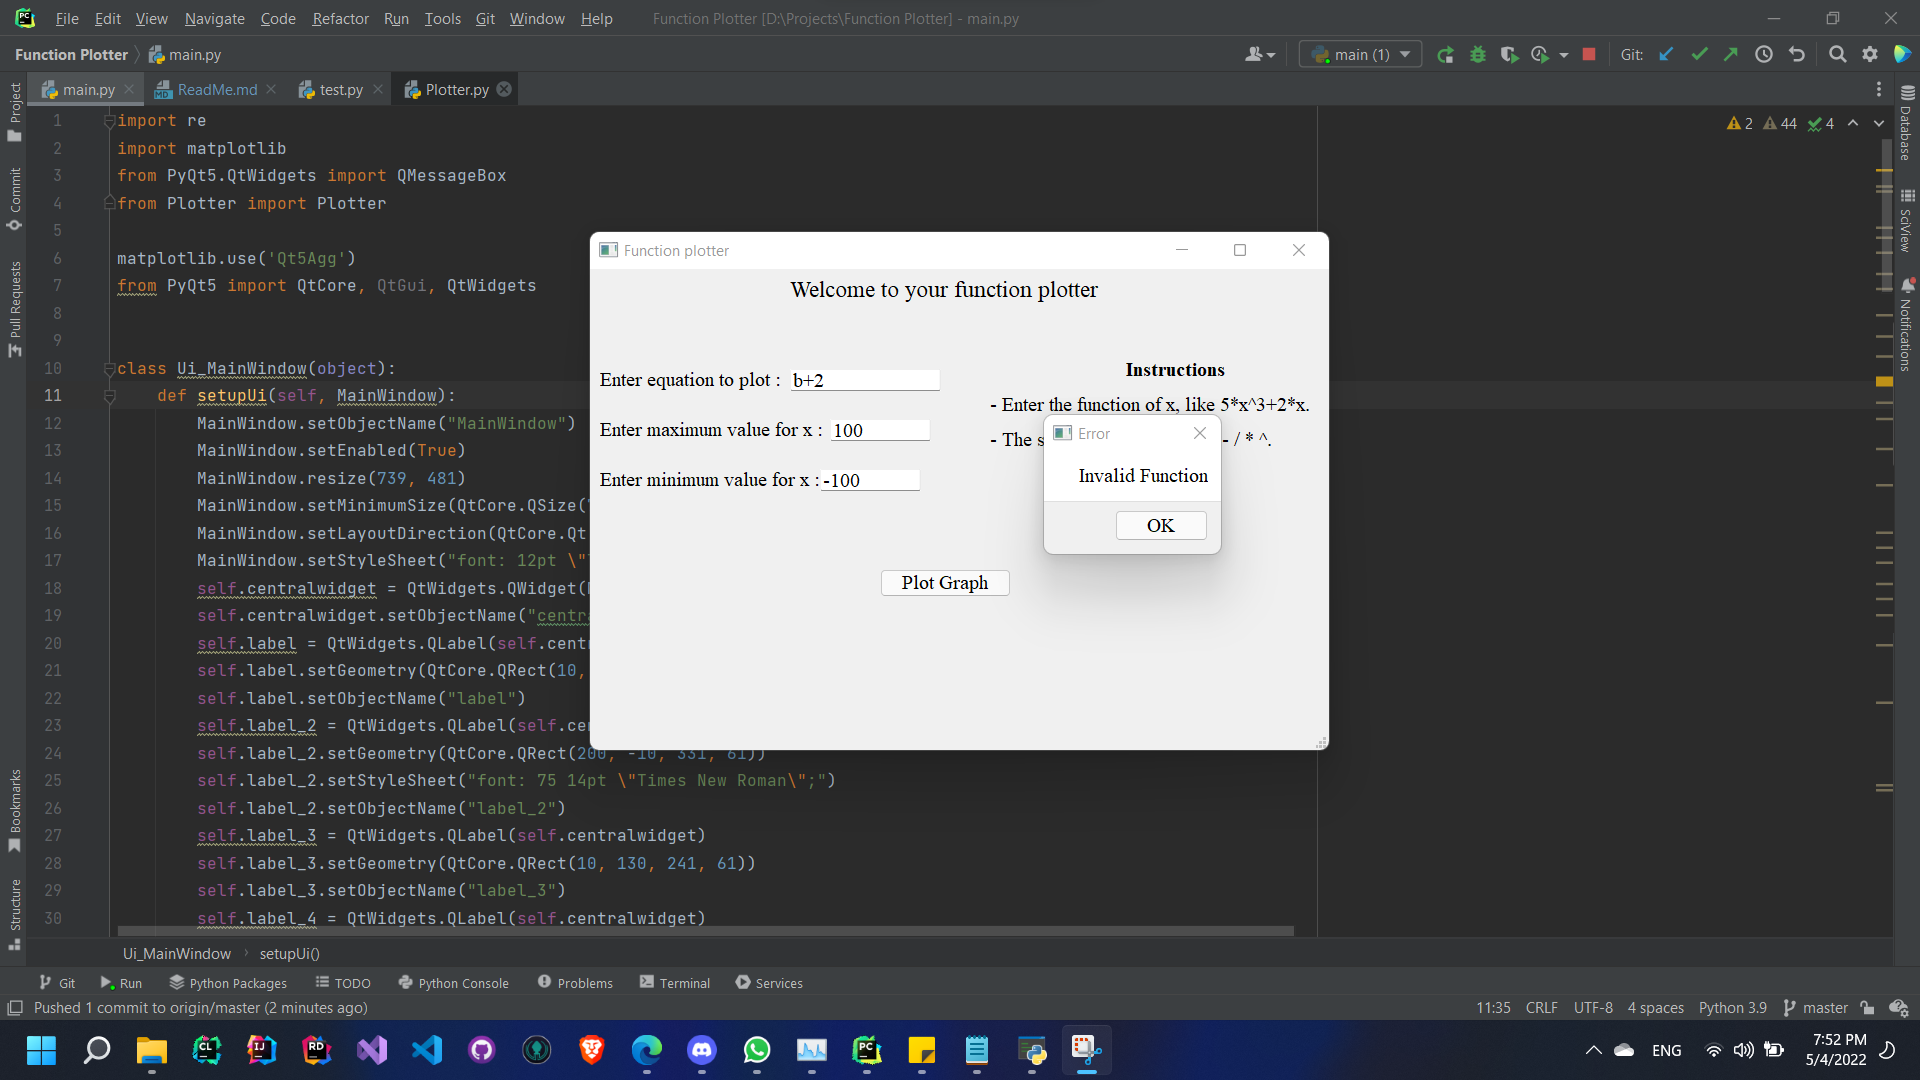 File Edit View Navigate Code Refactor Run Tools Git Window Help Function Plotter [D:\Projects\Function Plotter] - main.py
Function Plotter main.py main (1) Git:
main.py ReadMe.md test.py Plotter.py
2 44 4
1 import re
2 import matplotlib
3 from PyQt5.QtWidgets import QMessageBox
4 from Plotter import Plotter
5
6 matplotlib.use('Qt5Agg')
7 from PyQt5 import QtCore, QtGui, QtWidgets
8
9
10 class Ui_MainWindow(object):
11 def setupUi(self, MainWindow):
12 MainWindow.setObjectName("MainWindow")
13 MainWindow.setEnabled(True)
14 MainWindow.resize(739, 481)
15 MainWindow.setMinimumSize(QtCore.QSize(
16 MainWindow.setLayoutDirection(QtCore.Qt
17 MainWindow.setStyleSheet("font: 12pt \"
18 self.centralwidget = QtWidgets.QWidget(
19 self.centralwidget.setObjectName("centr
20 self.label = QtWidgets.QLabel(self.cent
21 self.label.setGeometry(QtCore.QRect(10,
22 self.label.setObjectName("label")
23 self.label_2 = QtWidgets.QLabel(self.ce
24 self.label_2.setGeometry(QtCore.QRect(200, -10, 331, 61))
25 self.label_2.setStyleSheet("font: 75 14pt \"Times New Roman\";")
26 self.label_2.setObjectName("label_2")
27 self.label_3 = QtWidgets.QLabel(self.centralwidget)
28 self.label_3.setGeometry(QtCore.QRect(10, 130, 241, 61))
29 self.label_3.setObjectName("label_3")
30 self.label_4 = QtWidgets.QLabel(self.centralwidget)
Function plotter
Welcome to your function plotter
Enter equation to plot : b+2
Enter maximum value for x : 100
Enter minimum value for x : -100
Instructions
- Enter the function of x, like 5*x^3+2*x.
- The s - / * ^.
Error
Invalid Function
OK
Plot Graph
Project
Commit
Pull Requests
Bookmarks
Structure
Database
SciView
Notifications
Ui_MainWindow setupUi()
Git Run Python Packages TODO Python Console Problems Terminal Services
Pushed 1 commit to origin/master (2 minutes ago) 11:35 CRLF UTF-8 4 spaces Python 3.9 master
CL IJ RD PC
ENG
7:52 PM
5/4/2022